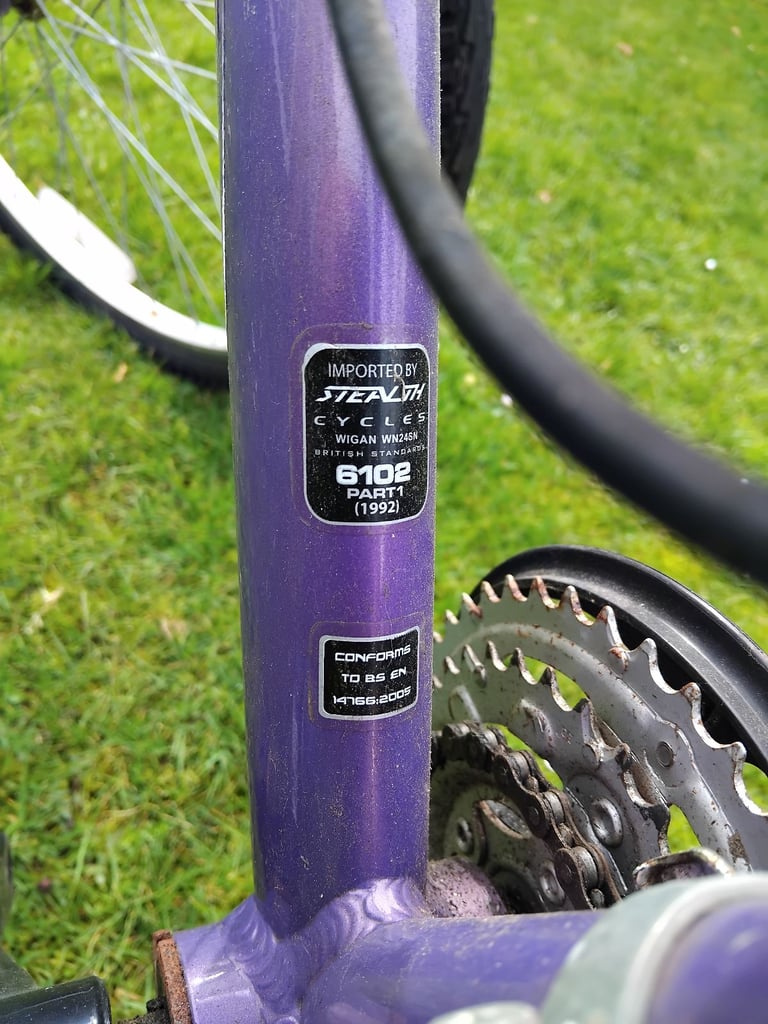 IMPORTED BY
STEALTH
CYCLES
WIGAN WN24SN
BRITISH STANDARDS
6102
PART1
(1992)
CONFORMS
TO BS EN
14766:2005